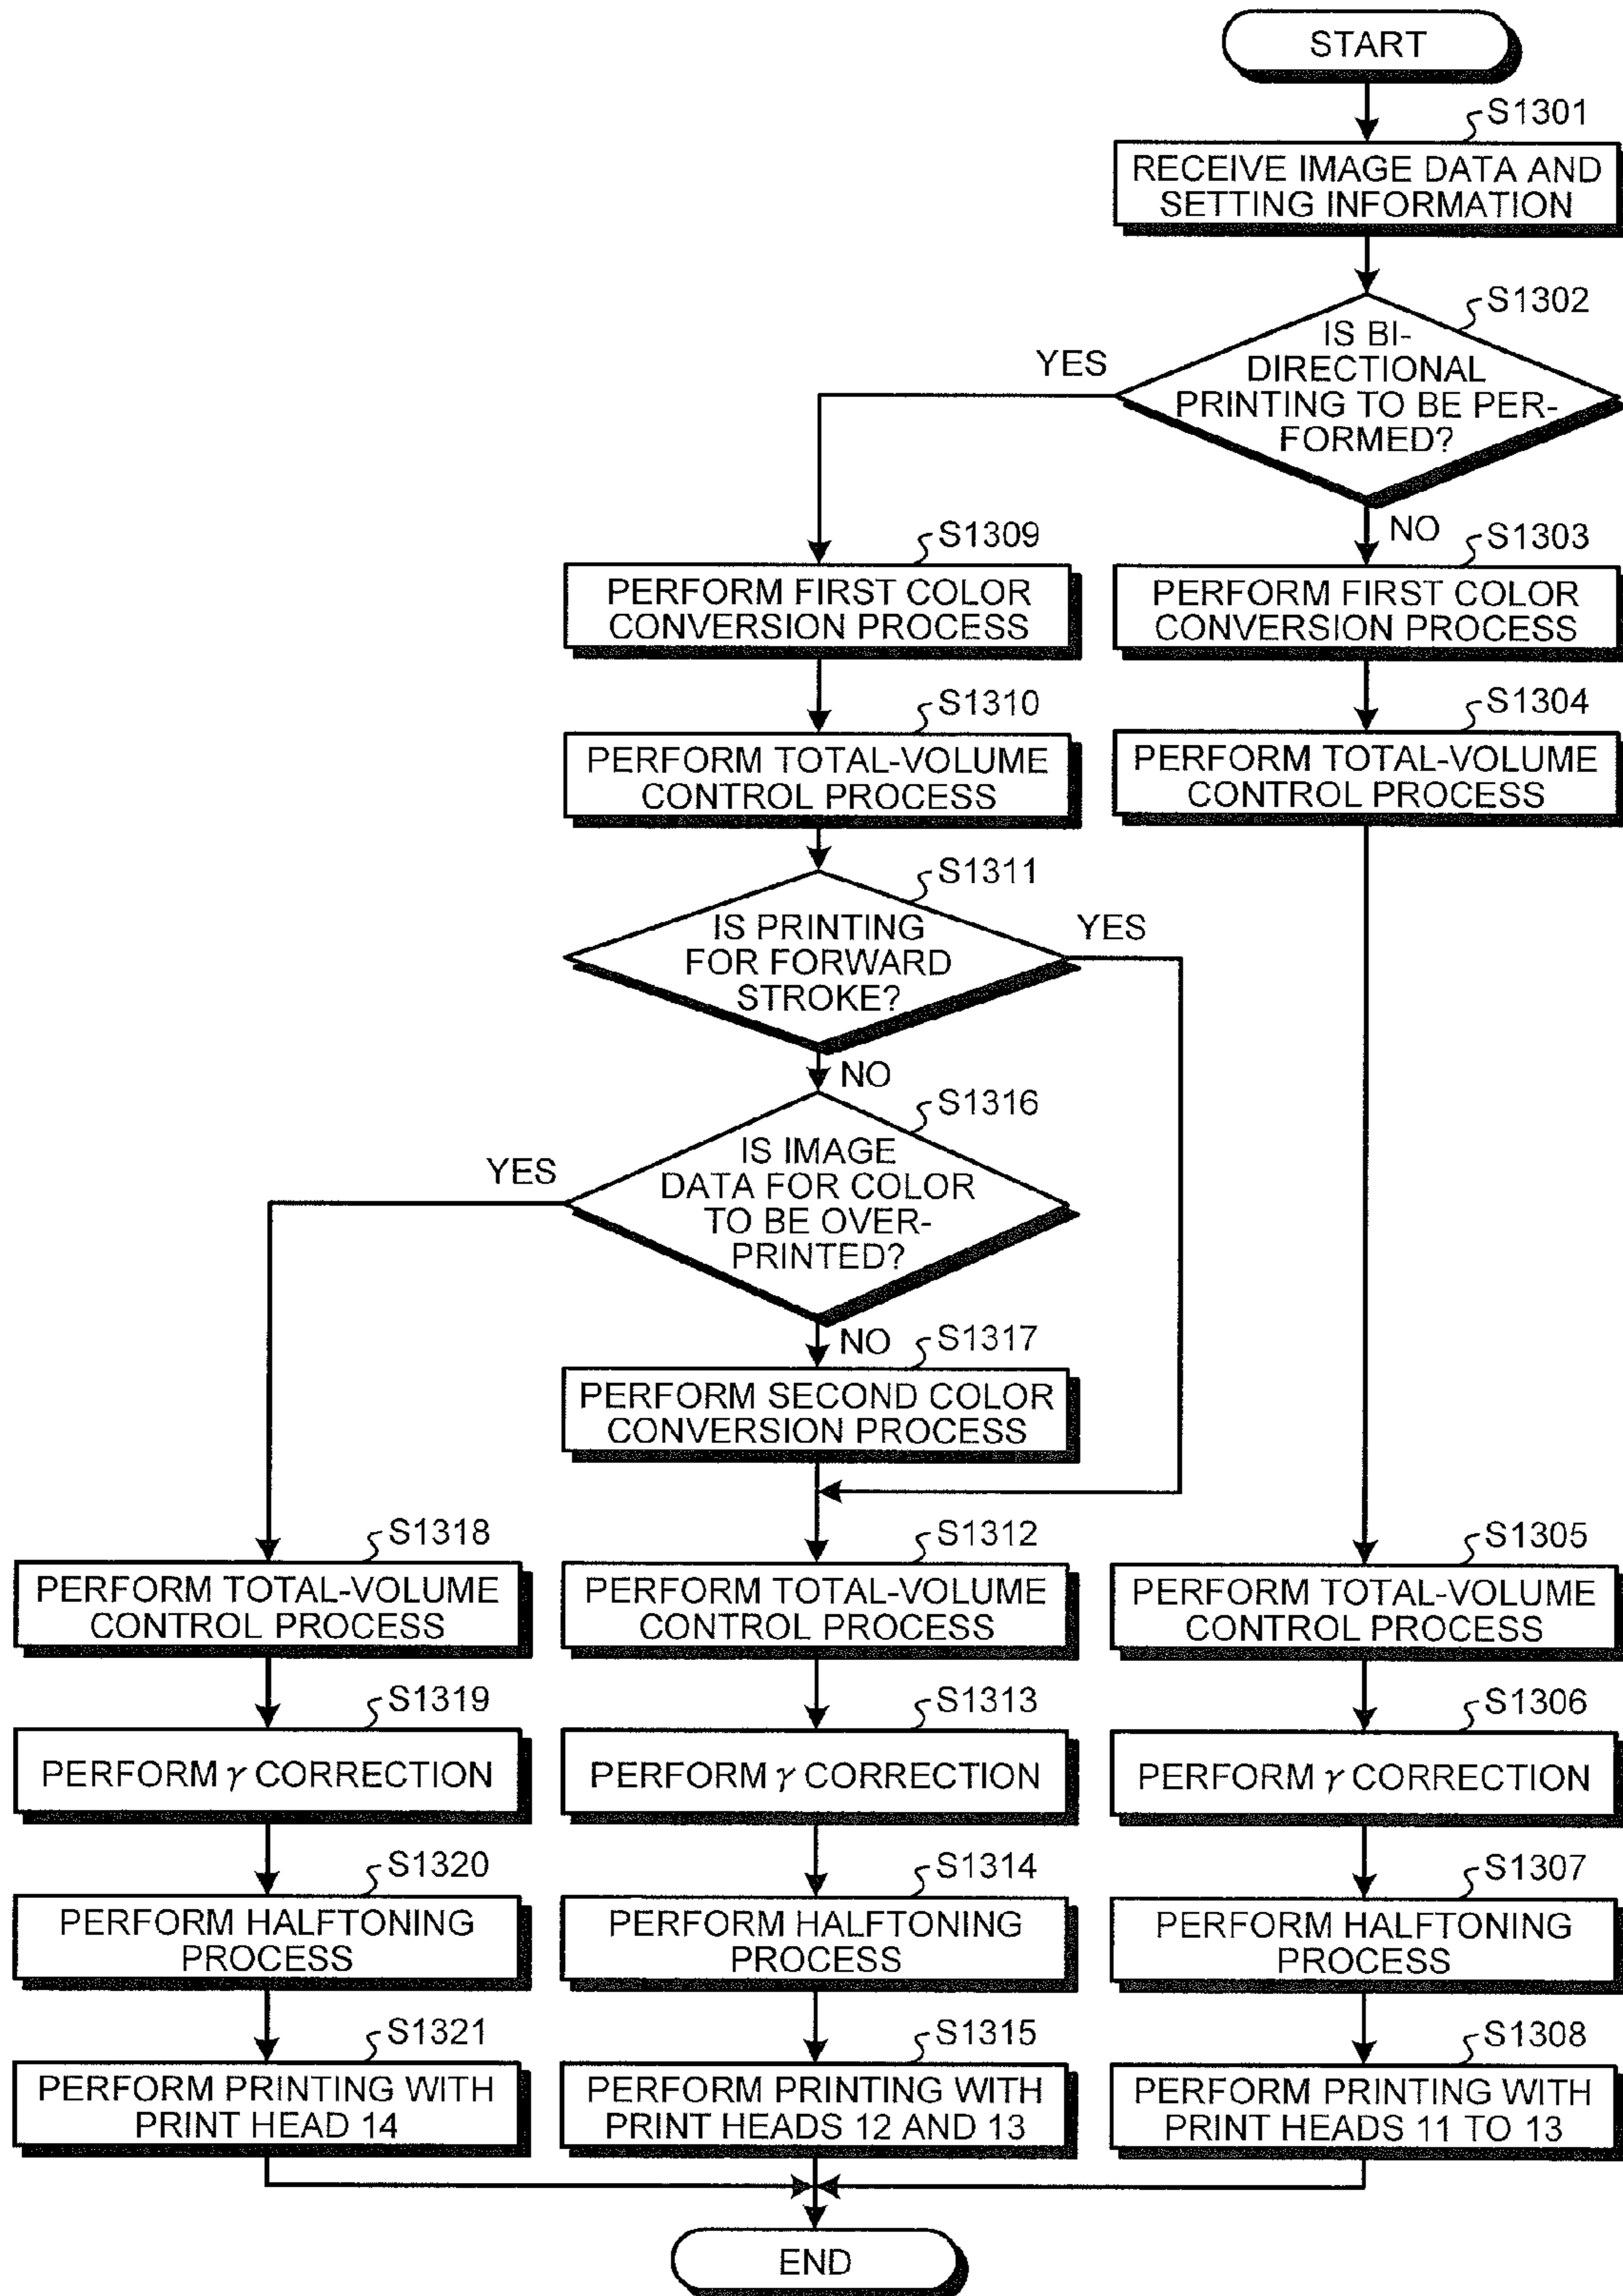 START
S1301
RECEIVE IMAGE DATA AND
SETTING INFORMATION
S1302
IS BI-
DIRECTIONAL
PRINTING TO BE PER-
FORMED?
YES
NO
S1309
PERFORM FIRST COLOR
CONVERSION PROCESS
S1303
PERFORM FIRST COLOR
CONVERSION PROCESS
S1310
PERFORM TOTAL-VOLUME
CONTROL PROCESS
S1304
PERFORM TOTAL-VOLUME
CONTROL PROCESS
S1311
IS PRINTING
FOR FORWARD
STROKE?
YES
NO
S1316
IS IMAGE
DATA FOR COLOR
TO BE OVER-
PRINTED?
YES
NO
S1317
PERFORM SECOND COLOR
CONVERSION PROCESS
S1318
PERFORM TOTAL-VOLUME
CONTROL PROCESS
S1312
PERFORM TOTAL-VOLUME
CONTROL PROCESS
S1305
PERFORM TOTAL-VOLUME
CONTROL PROCESS
S1319
PERFORM γ CORRECTION
S1313
PERFORM γ CORRECTION
S1306
PERFORM γ CORRECTION
S1320
PERFORM HALFTONING
PROCESS
S1314
PERFORM HALFTONING
PROCESS
S1307
PERFORM HALFTONING
PROCESS
S1321
PERFORM PRINTING WITH
PRINT HEAD 14
S1315
PERFORM PRINTING WITH
PRINT HEADS 12 AND 13
S1308
PERFORM PRINTING WITH
PRINT HEADS 11 TO 13
END